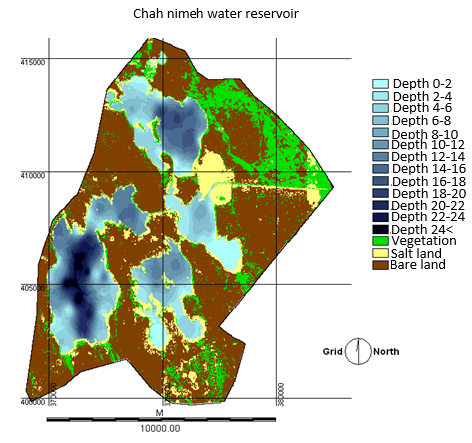 Chah nimeh water reservoir
415000
410000
405000
400000
380000
Depth 0-2
Depth 2-4
Depth 4-6
Depth 6-8
Depth 8-10
Depth 10-12
Depth 12-14
Depth 14-16
Depth 16-18
Depth 18-20
Depth 20-22
Depth 22-24
Depth 24<
Vegetation
Salt land
Bare land
Grid North
M
10000.00